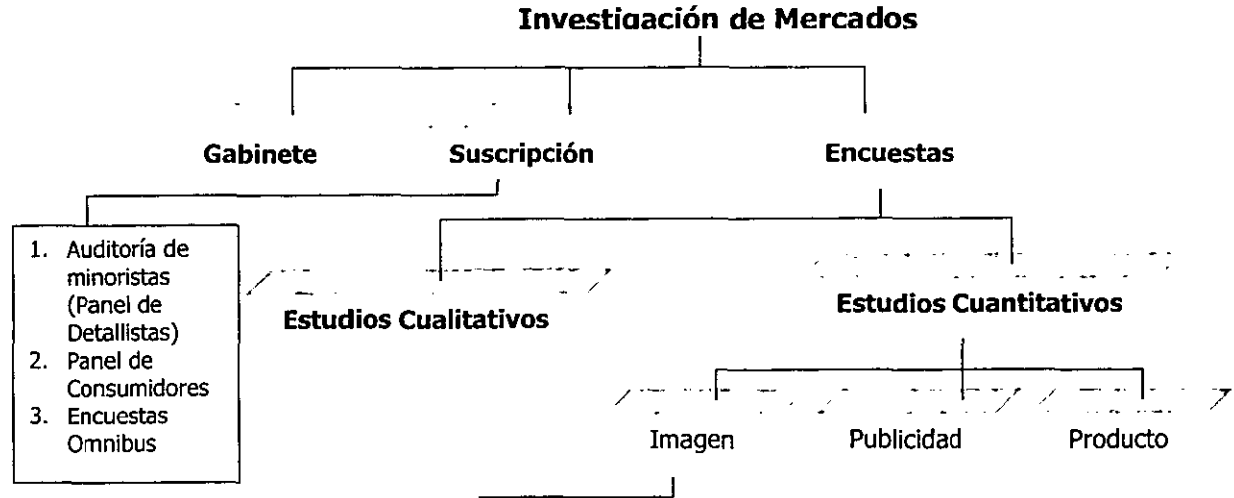 Investigación de Mercados
Gabinete
Suscripción
Encuestas
1. Auditoría de
minoristas
(Panel de
Detallistas)
2. Panel de
Consumidores
3. Encuestas
Omnibus
Estudios Cualitativos
Estudios Cuantitativos
Imagen
Publicidad
Producto